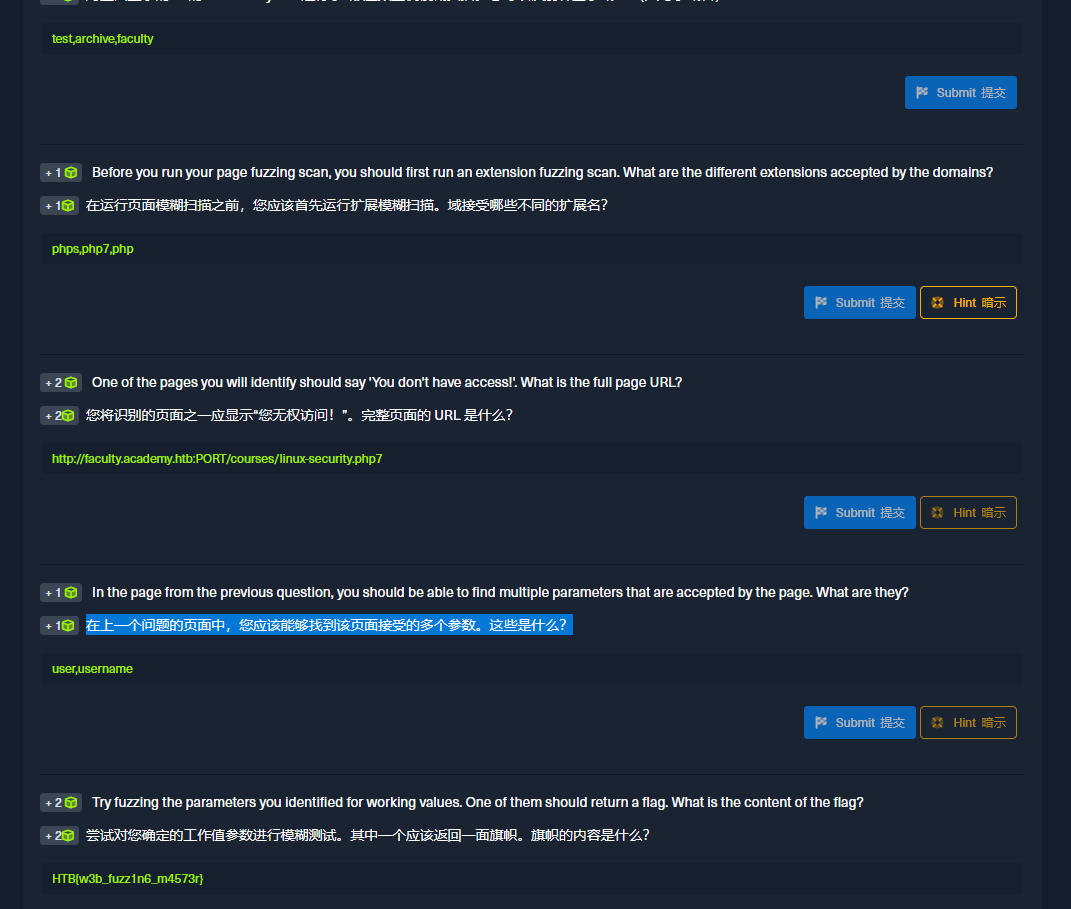 test,archive,faculty
Submit 提交
+ 1 Before you run your page fuzzing scan, you should first run an extension fuzzing scan. What are the different extensions accepted by the domains?
+ 1 在运行页面模糊扫描之前，您应该首先运行扩展模糊扫描。域接受哪些不同的扩展名？
phps,php7,php
Submit 提交 Hint 暗示
+ 2 One of the pages you will identify should say 'You don't have access!'. What is the full page URL?
+ 2 您将识别的页面之一应显示“您无权访问！”。完整页面的 URL 是什么？
http://faculty.academy.htb:PORT/courses/linux-security.php7
Submit 提交 Hint 暗示
+ 1 In the page from the previous question, you should be able to find multiple parameters that are accepted by the page. What are they?
+ 1 在上一个问题的页面中，您应该能够找到该页面接受的多个参数。这些是什么？
user,username
Submit 提交 Hint 暗示
+ 2 Try fuzzing the parameters you identified for working values. One of them should return a flag. What is the content of the flag?
+ 2 尝试对您确定的工作值参数进行模糊测试。其中一个应该返回一面旗帜。旗帜的内容是什么？
HTB{w3b_fuzz1n6_m4573r}